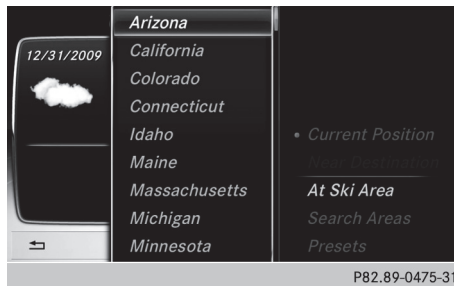 12/31/2009
Arizona
California
Colorado
Connecticut
Idaho
Maine
Massachusetts
Michigan
Minnesota
Current Position
Near Destination
At Ski Area
Search Areas
Presets
P82.89-0475-31